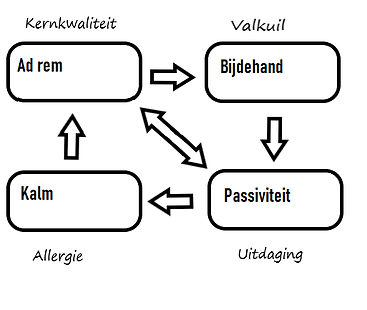 Kernkwaliteit
Valkuil
Ad rem
Bijdehand
Kalm
Passiviteit
Allergie
Uitdaging